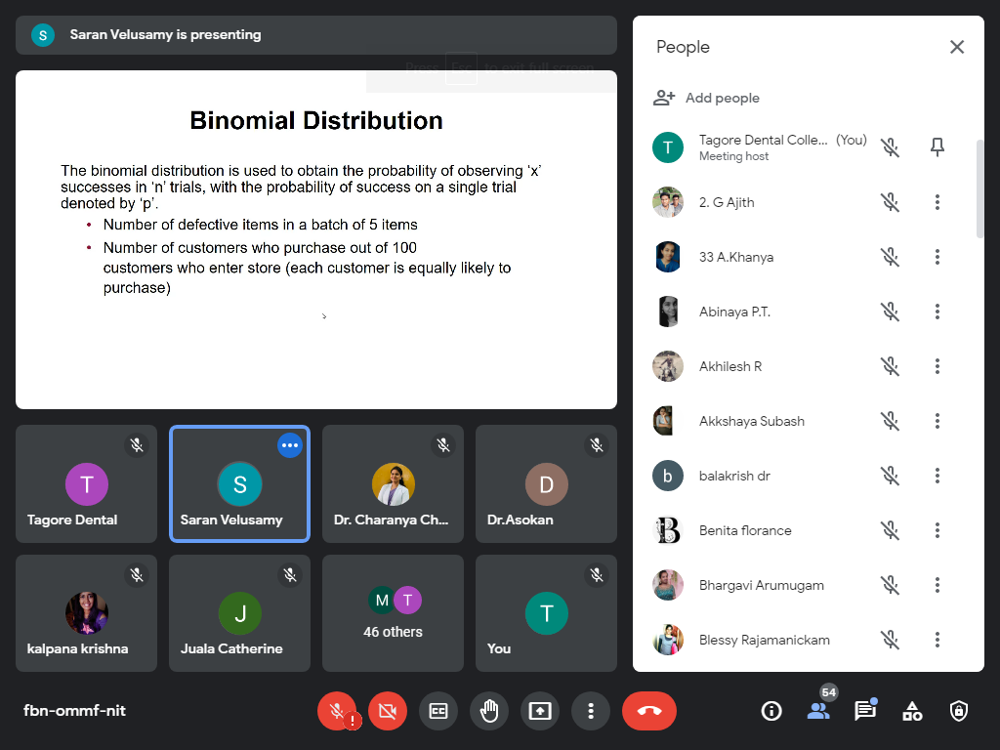 S
Saran Velusamy is presenting
Press Esc to exit full screen
Binomial Distribution
The binomial distribution is used to obtain the probability of observing ‘x’
successes in ‘n’ trials, with the probability of success on a single trial
denoted by ‘p’.
• Number of defective items in a batch of 5 items
• Number of customers who purchase out of 100
customers who enter store (each customer is equally likely to
purchase)
T
Tagore Dental
S
Saran Velusamy
Dr. Charanya Ch...
D
Dr.Asokan
kalpana krishna
J
Juala Catherine
M T
46 others
T
You
People
Add people
T
Tagore Dental Colle... (You)
Meeting host
2. G Ajith
33 A.Khanya
Abinaya P.T.
Akhilesh R
Akkshaya Subash
b
balakrish dr
B
Benita florance
Bhargavi Arumugam
Blessy Rajamanickam
fbn-ommf-nit
!
CC
54